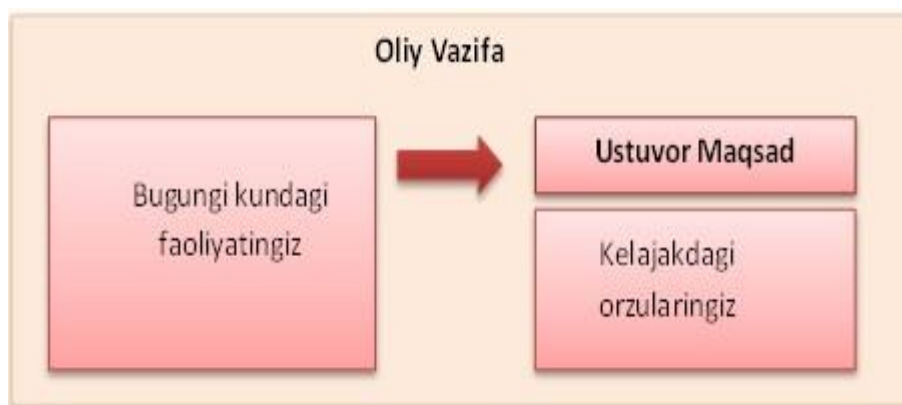 Oliy Vazifa
Bugungi kundagi
faoliyatingiz
Ustuvor Maqsad
Kelajakdagi
orzularingiz